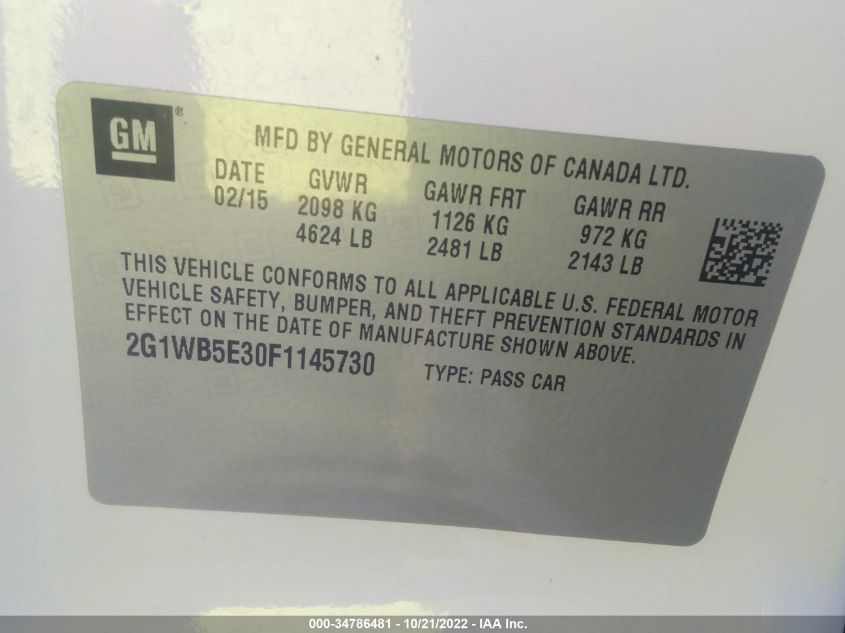 GM ®
MFD BY GENERAL MOTORS OF CANADA LTD.
DATE GVWR GAWR FRT GAWR RR
02/15 2098 KG 1126 KG 972 KG
4624 LB 2481 LB 2143 LB
THIS VEHICLE CONFORMS TO ALL APPLICABLE U.S. FEDERAL MOTOR
VEHICLE SAFETY, BUMPER, AND THEFT PREVENTION STANDARDS IN
EFFECT ON THE DATE OF MANUFACTURE SHOWN ABOVE.
2G1WB5E30F1145730 TYPE: PASS CAR
000-34786481 - 10/21/2022 - IAA Inc.